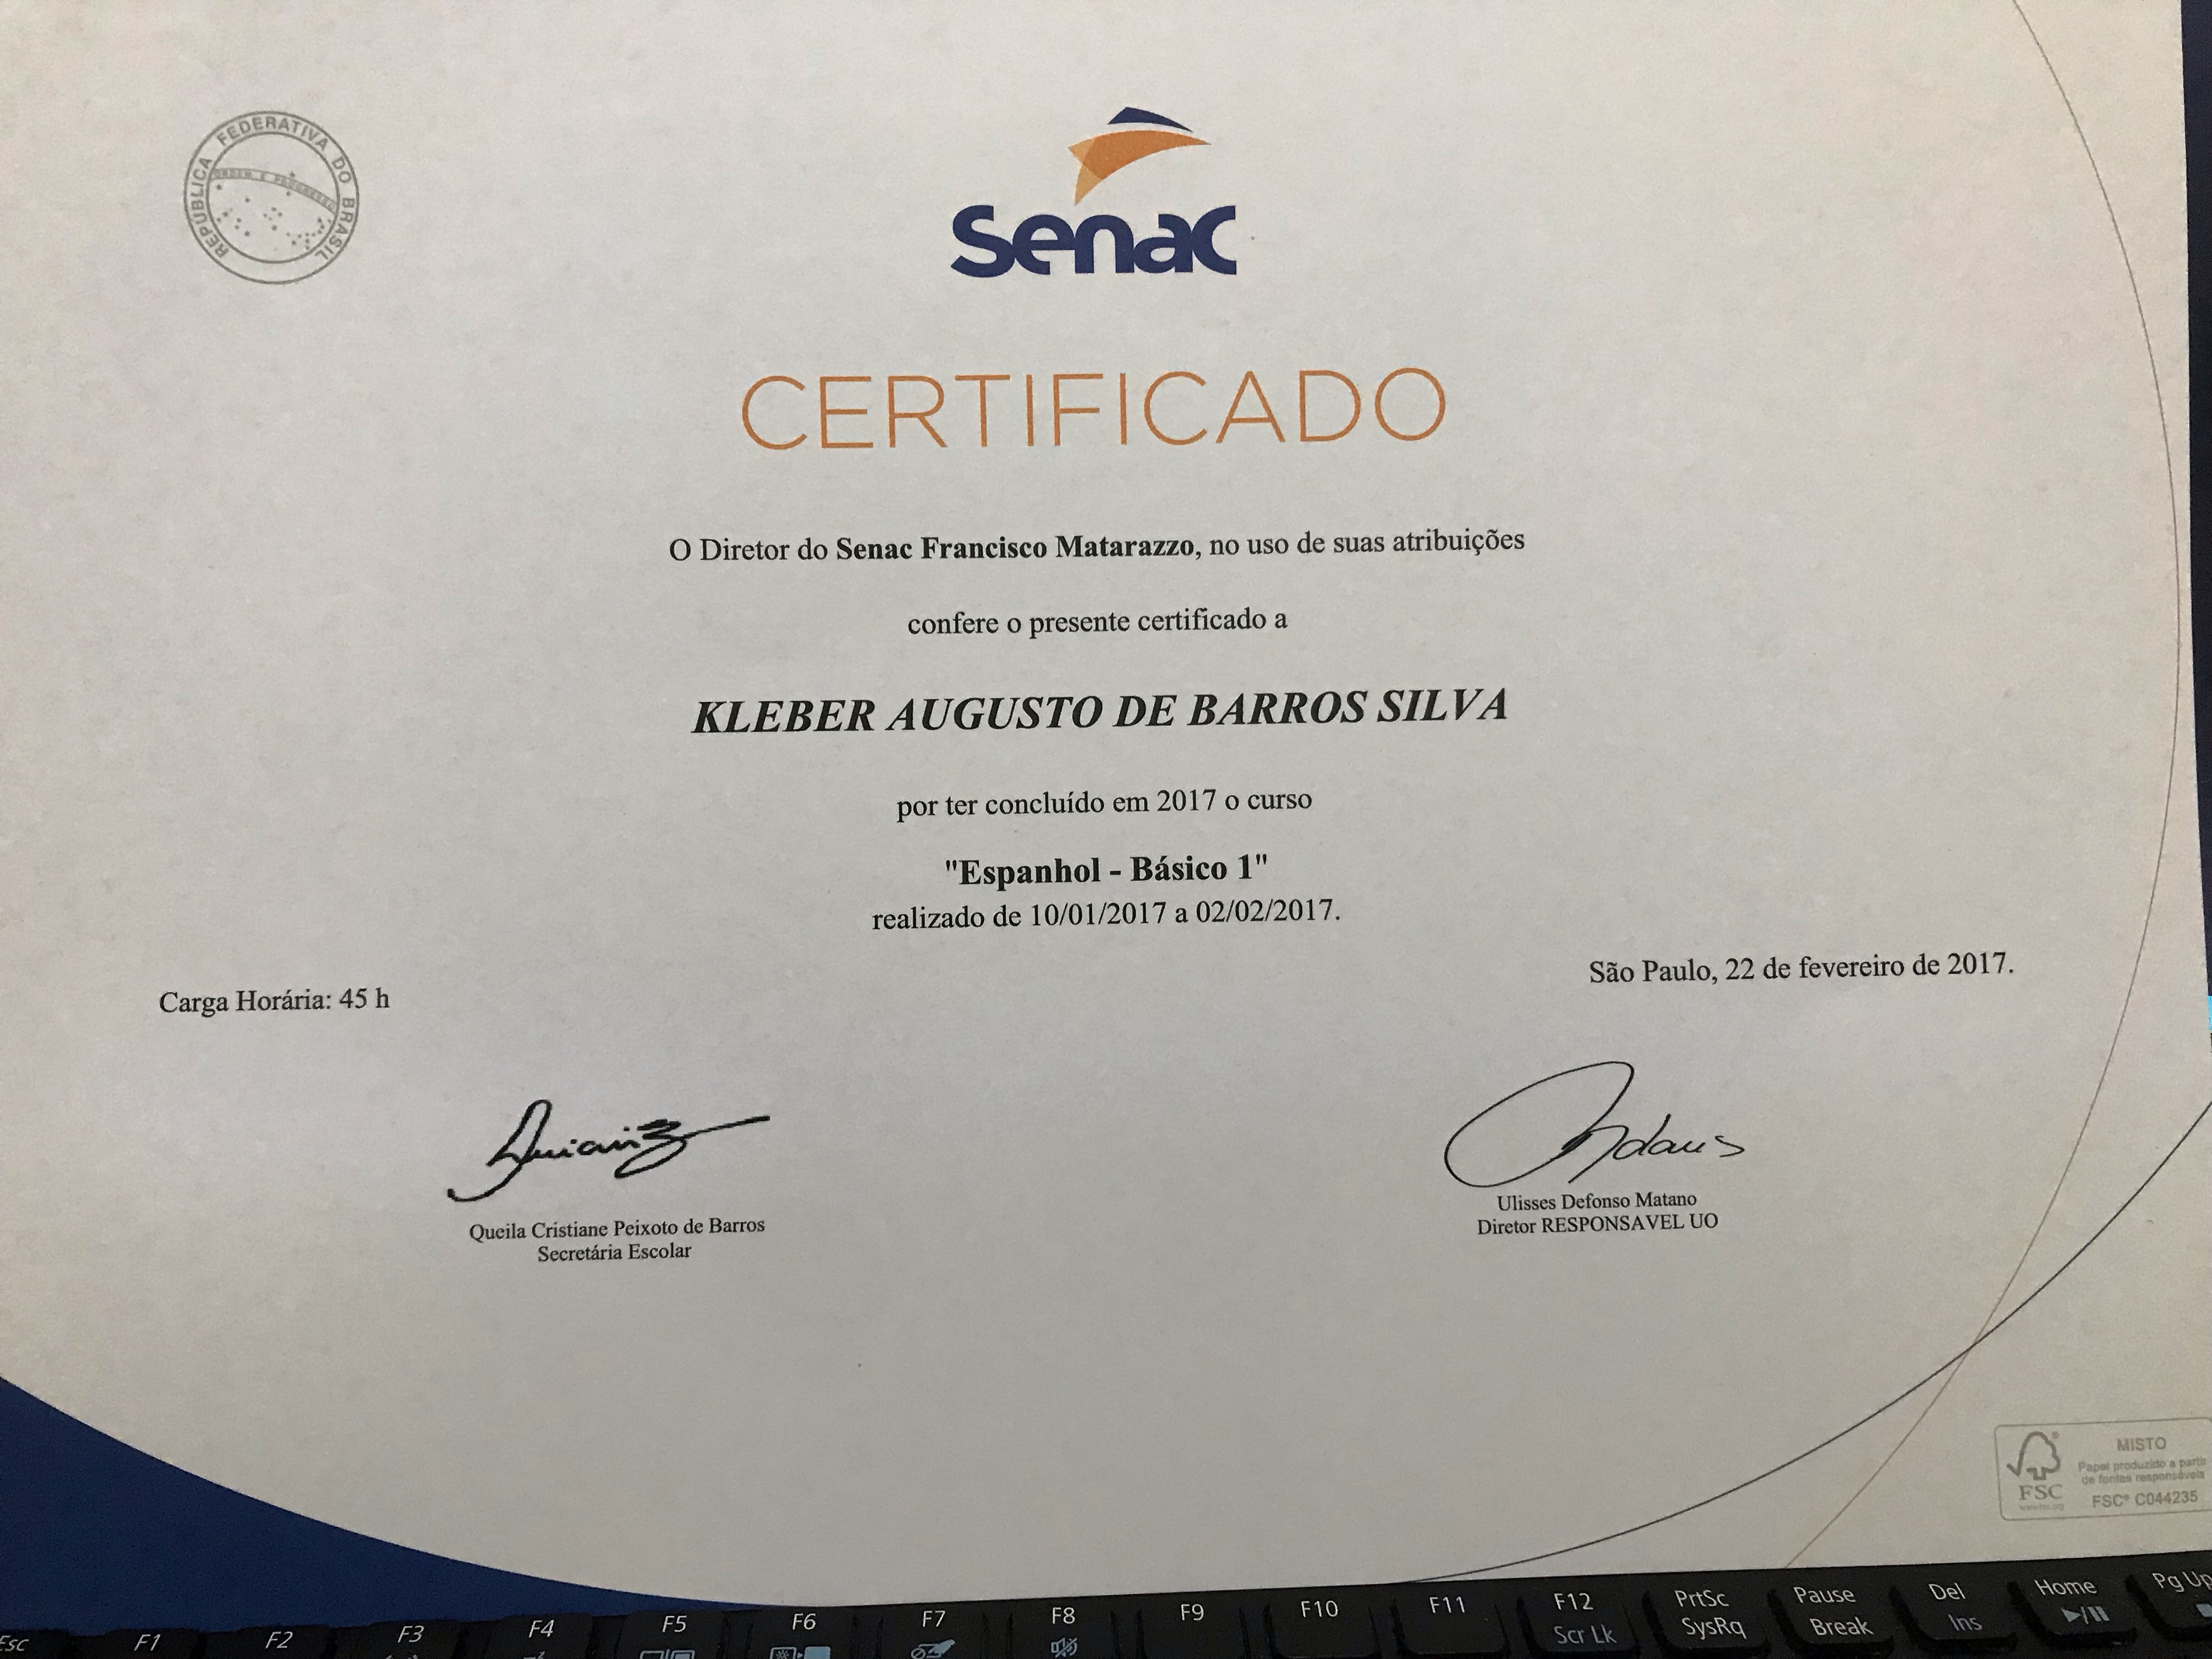 REPÚBLICA FEDERATIVA DO BRASIL
ORDEM E PROGRESSO
Senac
CERTIFICADO
O Diretor do Senac Francisco Matarazzo, no uso de suas atribuições
confere o presente certificado a
KLEBER AUGUSTO DE BARROS SILVA
por ter concluído em 2017 o curso
"Espanhol - Básico 1"
realizado de 10/01/2017 a 02/02/2017.
São Paulo, 22 de fevereiro de 2017.
Carga Horária: 45 h
Queila Cristiane Peixoto de Barros
Secretária Escolar
Ulisses Defonso Matano
Diretor RESPONSAVEL UO
MISTO
Papel produzido a partir
de fontes responsáveis
FSC® C044235
FSC
Esc F1 F2 F3 F4 F5 F6 F7 F8 F9 F10 F11 F12 PrtSc Pause Del Home Pg Up
Scr Lk SysRq Break Ins